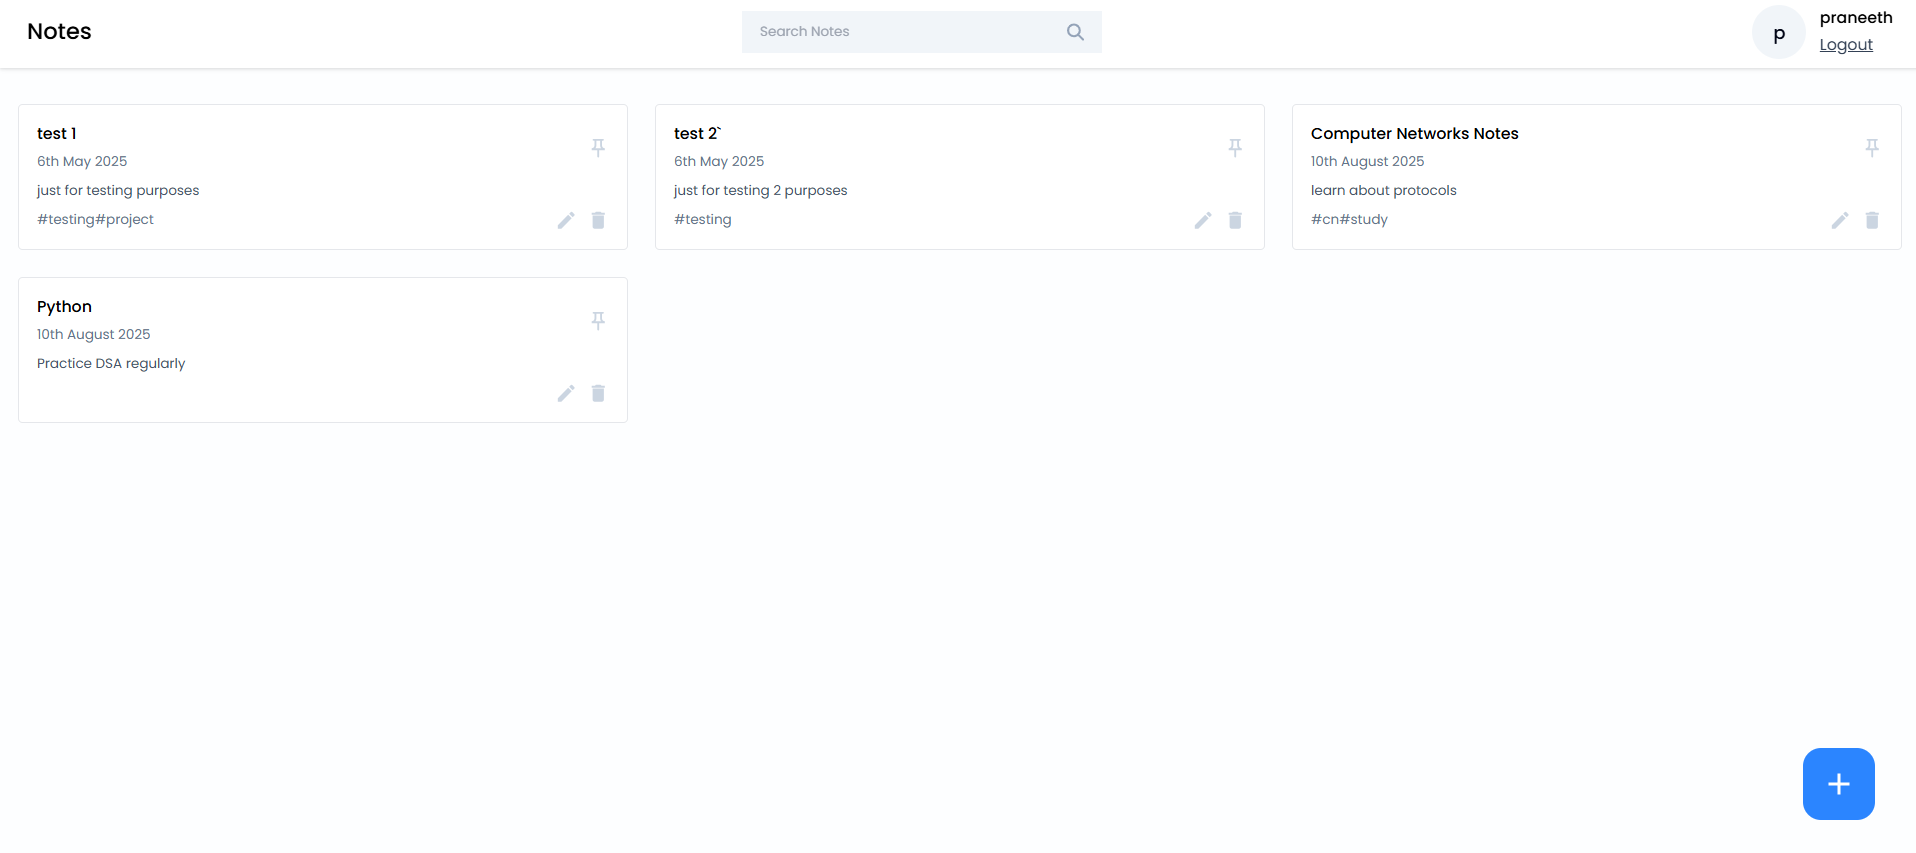 Notes
Search Notes
p
praneeth
Logout
test 1
6th May 2025
just for testing purposes
#testing#project
test 2`
6th May 2025
just for testing 2 purposes
#testing
Computer Networks Notes
10th August 2025
learn about protocols
#cn#study
Python
10th August 2025
Practice DSA regularly